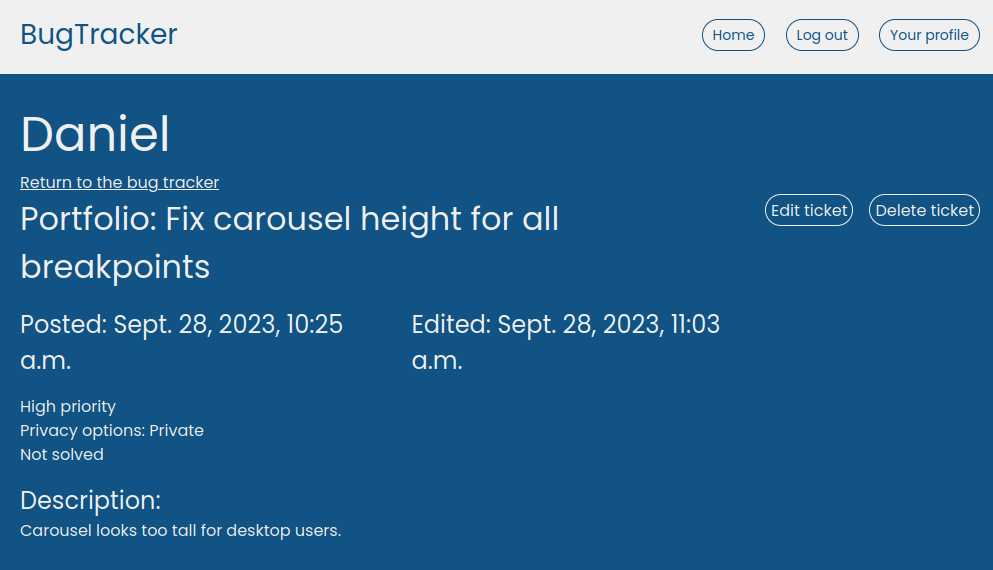 BugTracker
Home
Log out
Your profile
Daniel
Return to the bug tracker
Portfolio: Fix carousel height for all
breakpoints
Edit ticket
Delete ticket
Posted: Sept. 28, 2023, 10:25
a.m.
Edited: Sept. 28, 2023, 11:03
a.m.
High priority
Privacy options: Private
Not solved
Description:
Carousel looks too tall for desktop users.